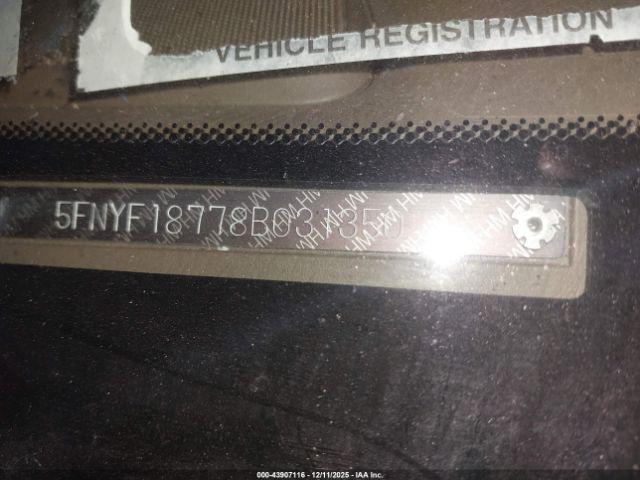 VEHICLE REGISTRATION
5FNYF18778B03
000-43907116 - 12/11/2025 - IAA Inc.